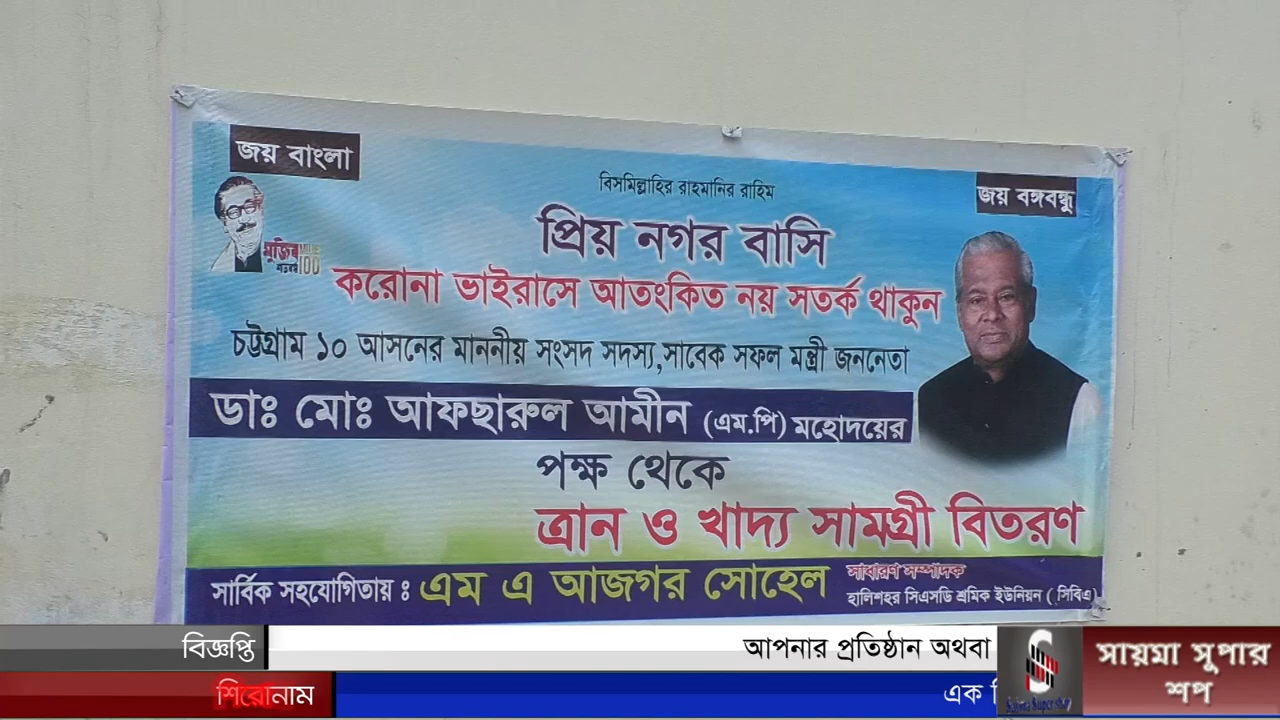 জয় বাংলা
বিসমিল্লাহির রাহমানির রাহিম
জয় বঙ্গবন্ধু
প্রিয় নগর বাসি
মুজিব
শতবর্ষ
100
করোনা ভাইরাসে আতংকিত নয় সতর্ক থাকুন
চট্টগ্রাম ১০ আসনের মাননীয় সংসদ সদস্য,সাবেক সফল মন্ত্রী জননেতা
ডাঃ মোঃ আফছারুল আমীন (এম.পি) মহোদয়ের
পক্ষ থেকে
ত্রান ও খাদ্য সামগ্রী বিতরণ
সার্বিক সহযোগিতায় : এম এ আজগর সোহেল
সাধারণ সম্পাদক
হালিশহর সিএসডি শ্রমিক ইউনিয়ন (সিবিএ)
বিজ্ঞপ্তি
আপনার প্রতিষ্ঠান অথবা
সায়মা সুপার
শপ
শিরোনাম
এক